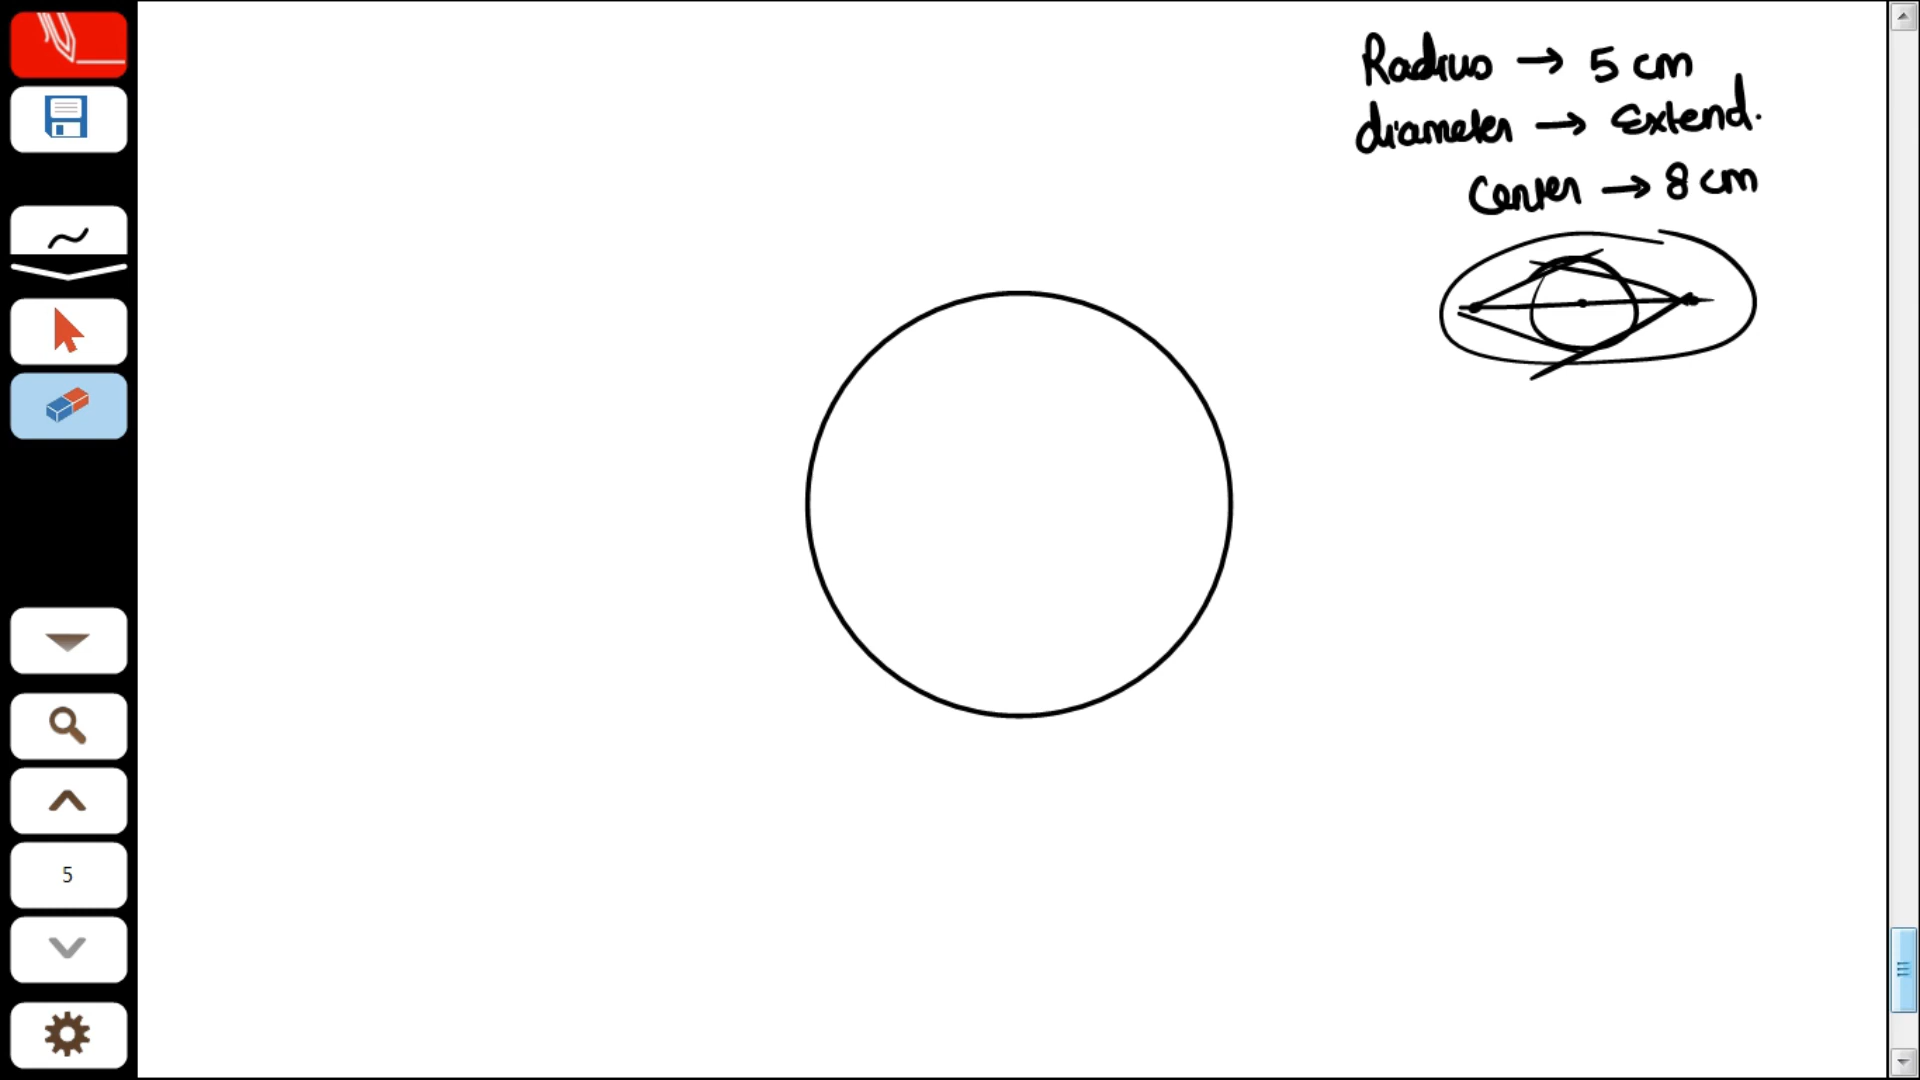 Radius → 5 cm
diameter → Extend.
Center → 8 cm
5